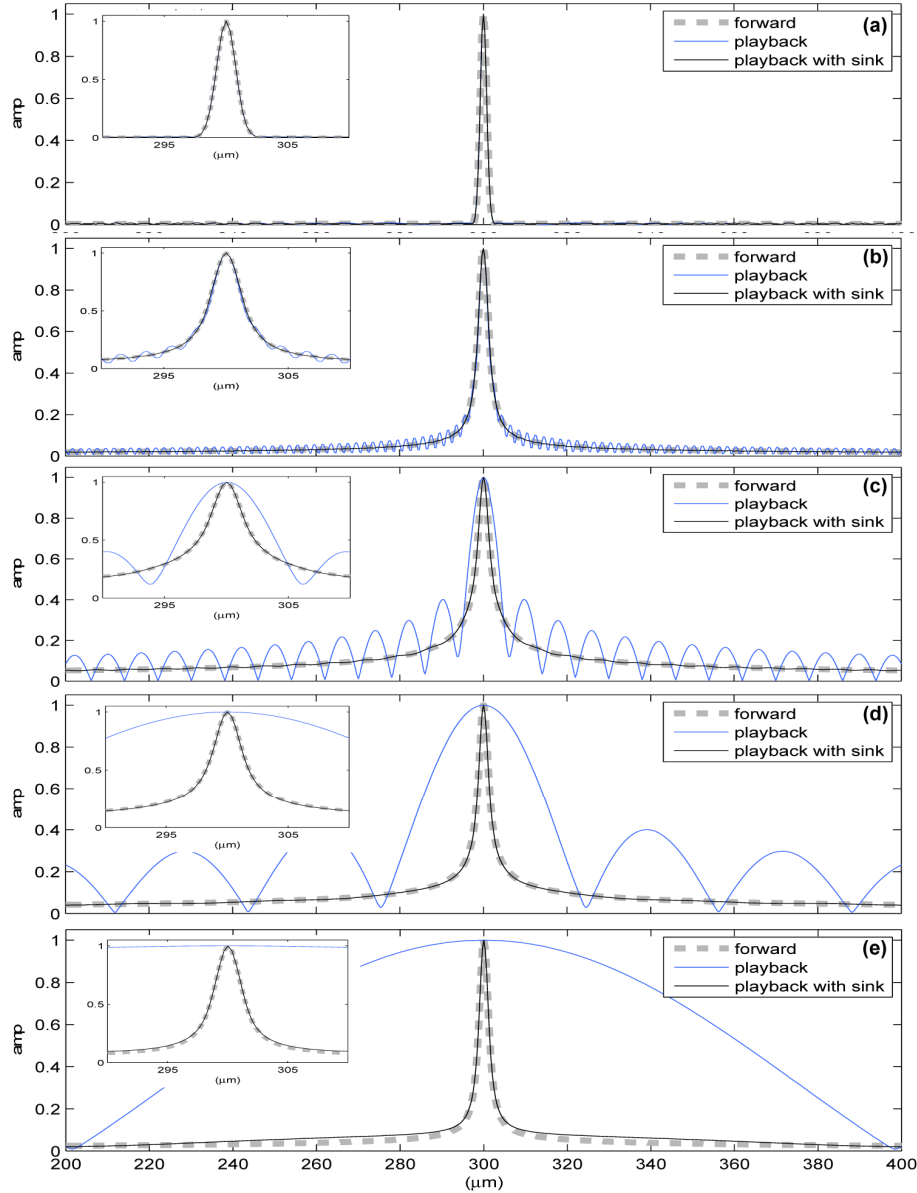 (a)
forward
playback
playback with sink
amp
1
0.8
0.6
0.4
0.2
0
1
0.5
0
295 305
(μm)
(b)
forward
playback
playback with sink
amp
1
0.8
0.6
0.4
0.2
0
1
0.5
0
295 305
(μm)
(c)
forward
playback
playback with sink
amp
1
0.8
0.6
0.4
0.2
0
1
0.5
0
295 305
(μm)
(d)
forward
playback
playback with sink
amp
1
0.8
0.6
0.4
0.2
0
1
0.5
0
295 305
(μm)
(e)
forward
playback
playback with sink
amp
1
0.8
0.6
0.4
0.2
0
1
0.5
0
295 305
(μm)
200 220 240 260 280 300 320 340 360 380 400
(μm)